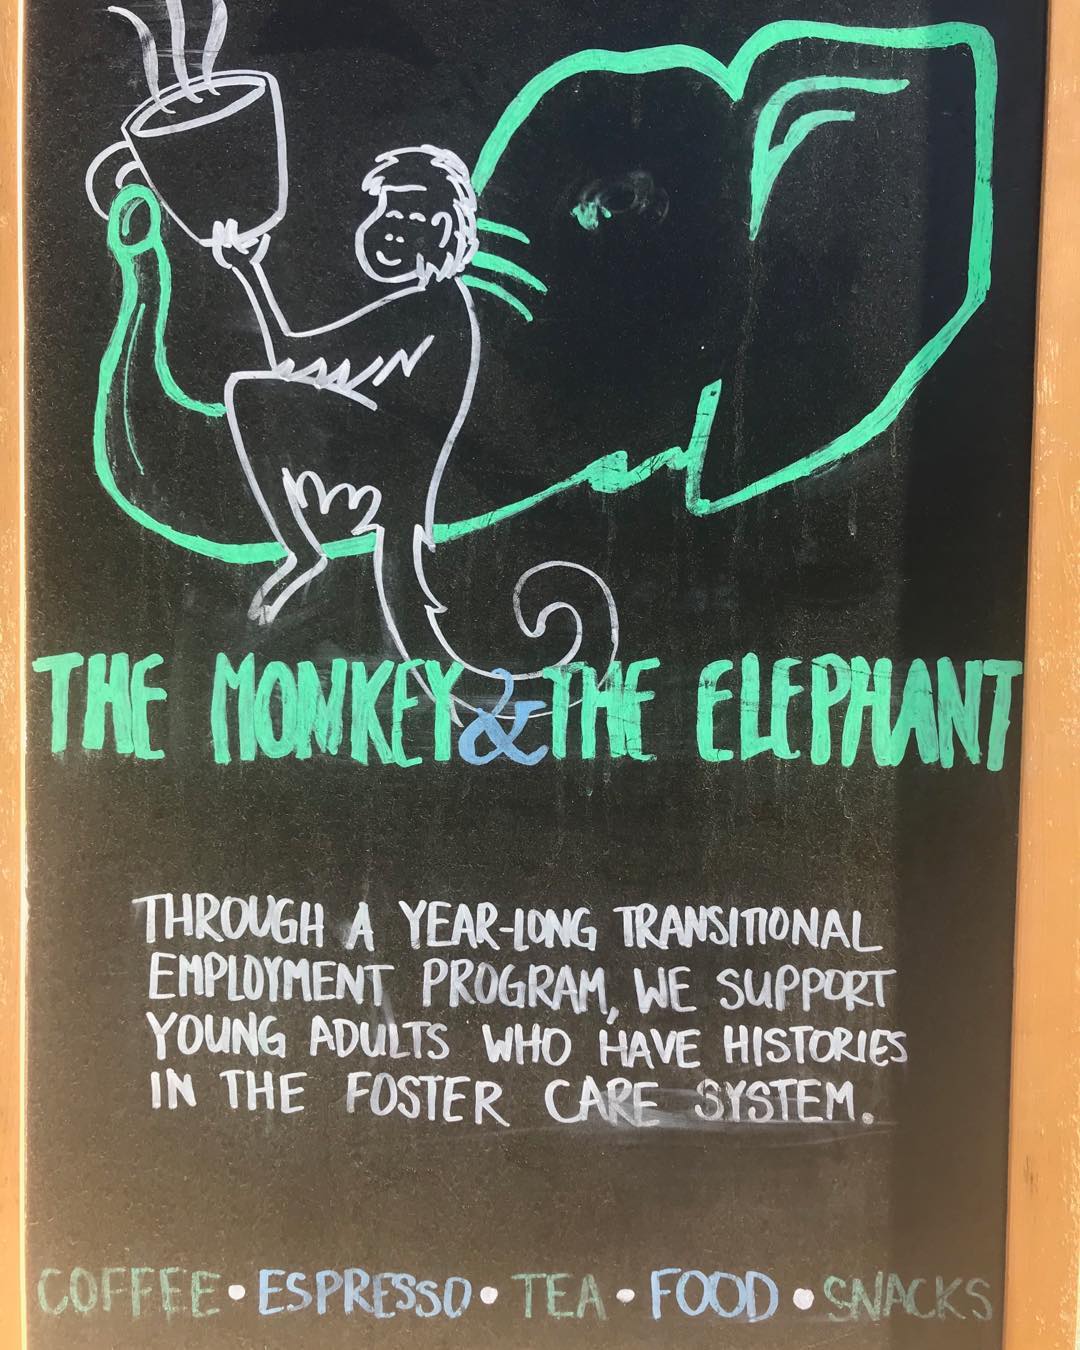 THE MONKEY & THE ELEPHANT
THROUGH A YEAR-LONG TRANSITIONAL
EMPLOYMENT PROGRAM, WE SUPPORT
YOUNG ADULTS WHO HAVE HISTORIES
IN THE FOSTER CARE SYSTEM.
COFFEE • ESPRESSO • TEA • FOOD • SNACKS